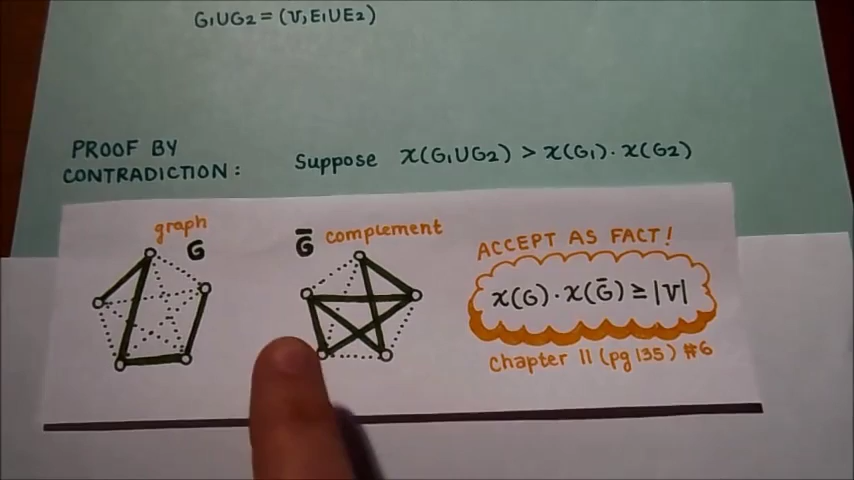 G₁UG₂ = (V, E₁UE₂)
PROOF BY
CONTRADICTION: Suppose χ(G₁UG₂) > χ(G₁)·χ(G₂)
graph
G
Ḡ complement
ACCEPT AS FACT!
χ(G)·χ(Ḡ) ≥ |V|
Chapter 11 (pg 135) #6